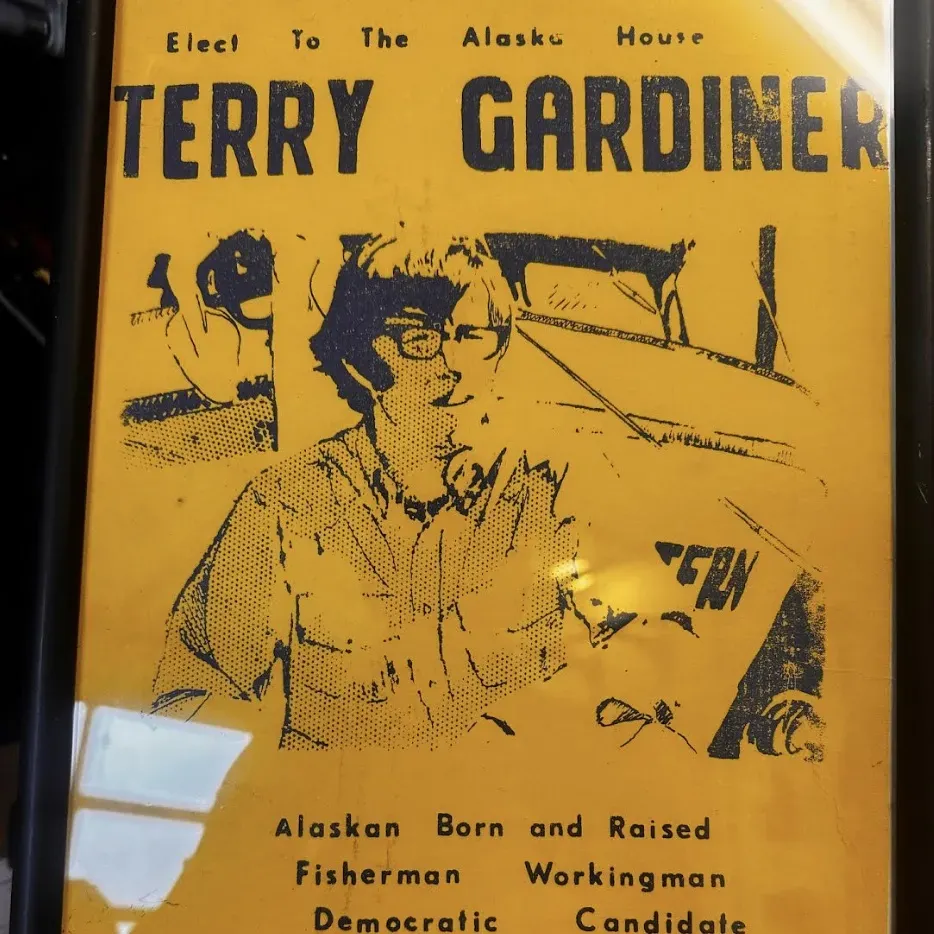 Elect To The Alaska House
TERRY GARDINER
Alaskan Born and Raised
Fisherman Workingman
Democratic Candidate